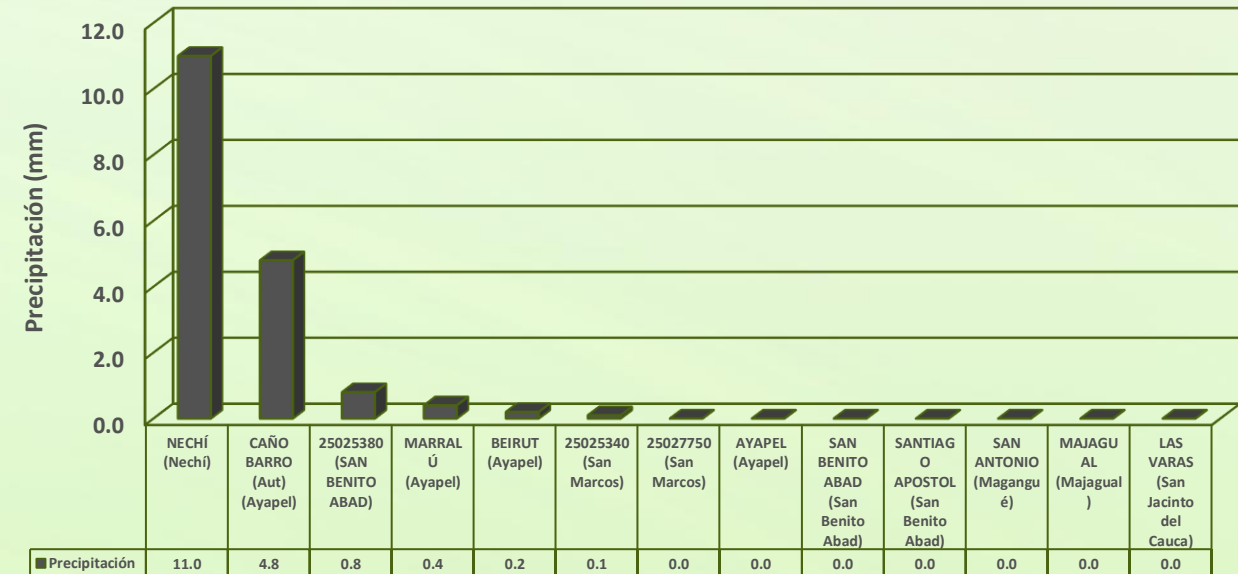 Precipitación (mm)
12.0
10.0
8.0
6.0
4.0
2.0
0.0
NECHÍ
(Nechí)
CAÑO
BARRO
(Aut)
(Ayapel)
25025380
(SAN
BENITO
ABAD)
MARRAL
Ú
(Ayapel)
BEIRUT
(Ayapel)
25025340
(San
Marcos)
25027750
(San
Marcos)
AYAPEL
(Ayapel)
SAN
BENITO
ABAD
(San
Benito
Abad)
SANTIAG
O
APOSTOL
(San
Benito
Abad)
SAN
ANTONIO
(Magangu
é)
MAJAGU
AL
(Majagual
)
LAS
VARAS
(San
Jacinto
del
Cauca)
Precipitación 11.0 4.8 0.8 0.4 0.2 0.1 0.0 0.0 0.0 0.0 0.0 0.0 0.0